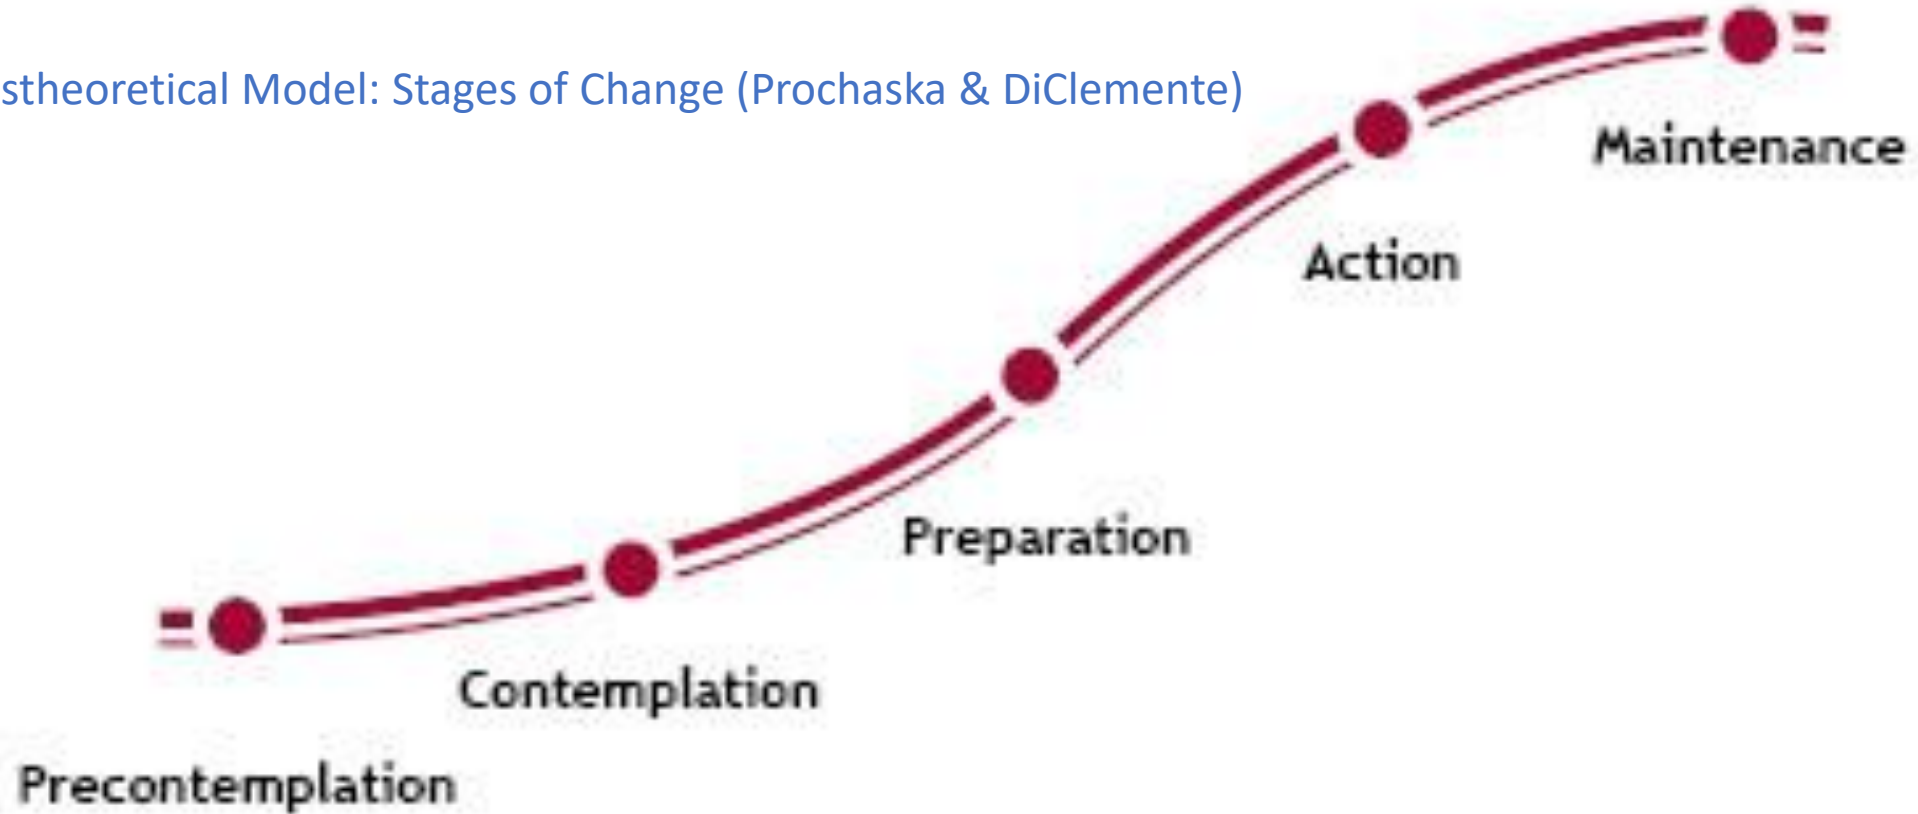 stheoretical Model: Stages of Change (Prochaska & DiClemente)
Maintenance
Action
Preparation
Contemplation
Precontemplation